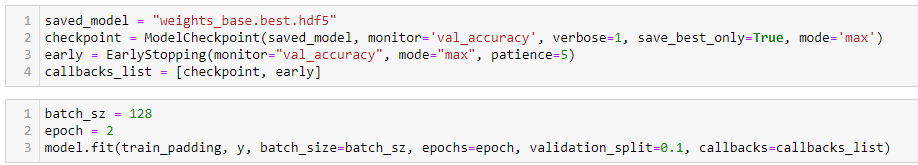 1 saved_model = "weights_base.best.hdf5"
2 checkpoint = ModelCheckpoint(saved_model, monitor='val_accuracy', verbose=1, save_best_only=True, mode='max')
3 early = EarlyStopping(monitor="val_accuracy", mode="max", patience=5)
4 callbacks_list = [checkpoint, early]
1 batch_sz = 128
2 epoch = 2
3 model.fit(train_padding, y, batch_size=batch_sz, epochs=epoch, validation_split=0.1, callbacks=callbacks_list)